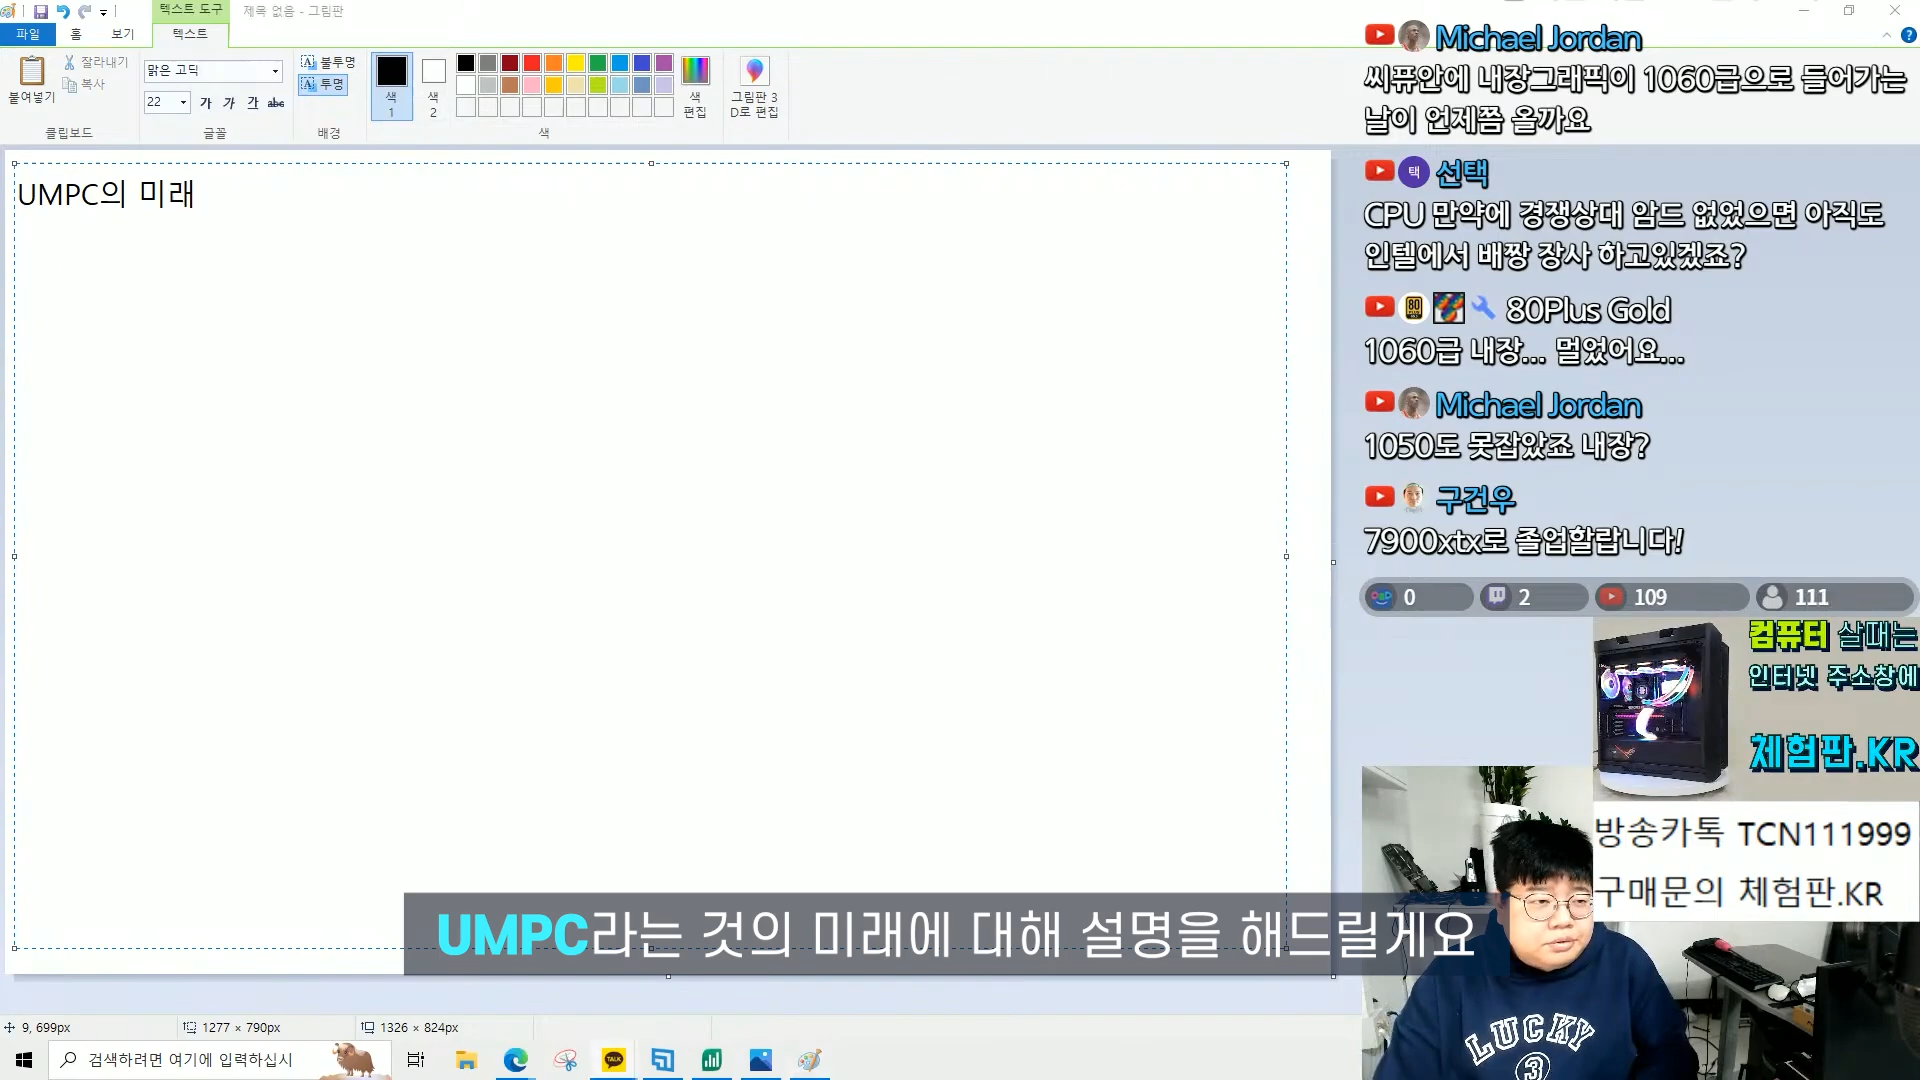 텍스트 도구
제목 없음 - 그림판
파일
홈
보기
텍스트
붙여넣기
잘라내기
복사
클립보드
맑은 고딕
22
가 가 가 abc
글꼴
불투명
투명
배경
색
1
색
2
색
편집
색
그림판 3
D로 편집
UMPC의 미래
Michael Jordan
씨퓨안에 내장그래픽이 1060급으로 들어가는
날이 언제쯤 올까요
택 선택
CPU 만약에 경쟁상대 암드 없었으면 아직도
인텔에서 배짱 장사 하고있겠죠?
80 80Plus Gold
1060급 내장... 멀었어요...
Michael Jordan
1050도 못잡았죠 내장?
구건우
7900xtx로 졸업할랍니다!
0 2 109 111
컴퓨터 살때는
인터넷 주소창에
체험판.KR
방송카톡 TCN111999
구매문의 체험판.KR
LUCKY
3
UMPC라는 것의 미래에 대해 설명을 해드릴게요
9, 699px
1277 × 790px
1326 × 824px
검색하려면 여기에 입력하십시
TALK